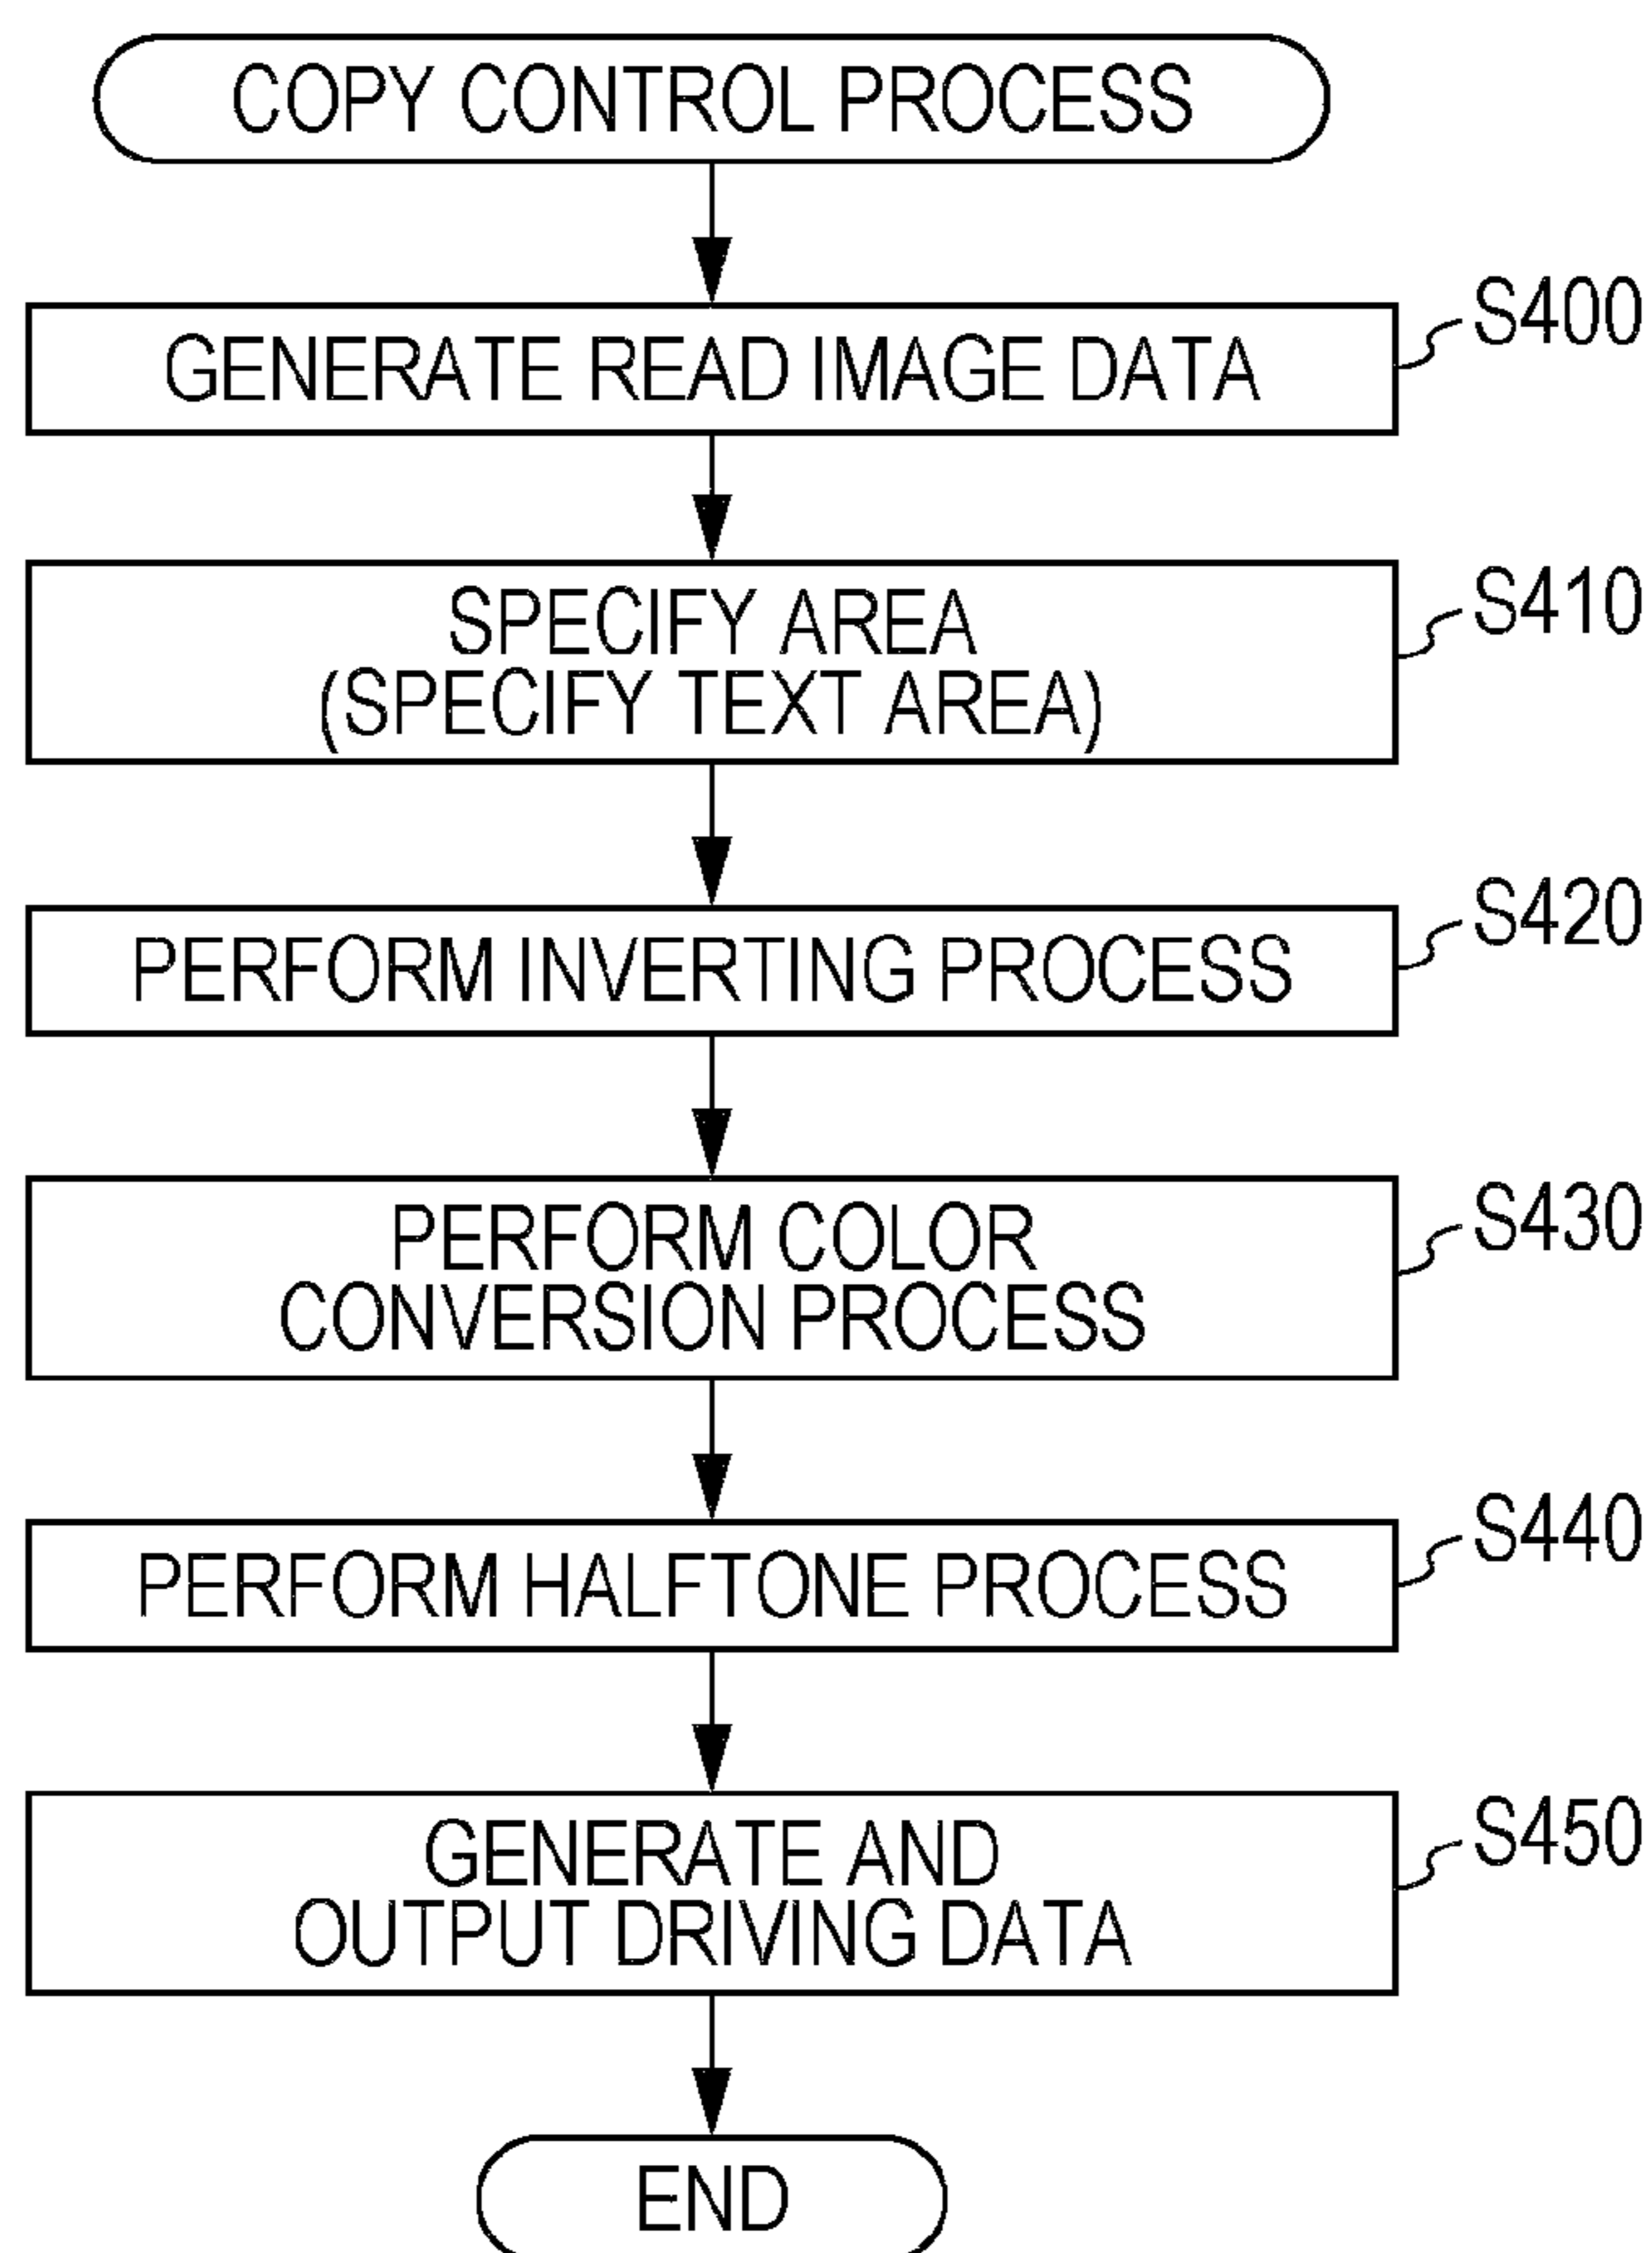 COPY CONTROL PROCESS
GENERATE READ IMAGE DATA
S400
SPECIFY AREA
(SPECIFY TEXT AREA)
S410
PERFORM INVERTING PROCESS
S420
PERFORM COLOR
CONVERSION PROCESS
S430
PERFORM HALFTONE PROCESS
S440
GENERATE AND
OUTPUT DRIVING DATA
S450
END